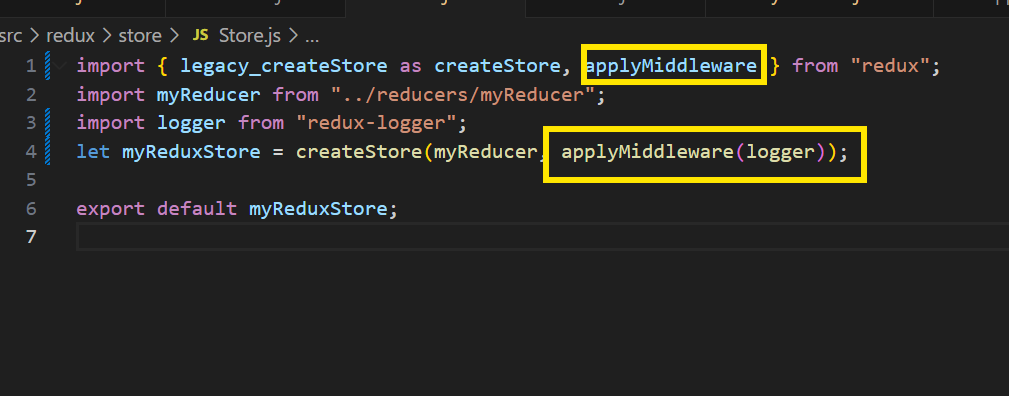 src > redux > store > JS Store.js > ...
1 import { legacy_createStore as createStore, applyMiddleware } from "redux";
2 import myReducer from "../reducers/myReducer";
3 import logger from "redux-logger";
4 let myReduxStore = createStore(myReducer, applyMiddleware(logger));
5
6 export default myReduxStore;
7